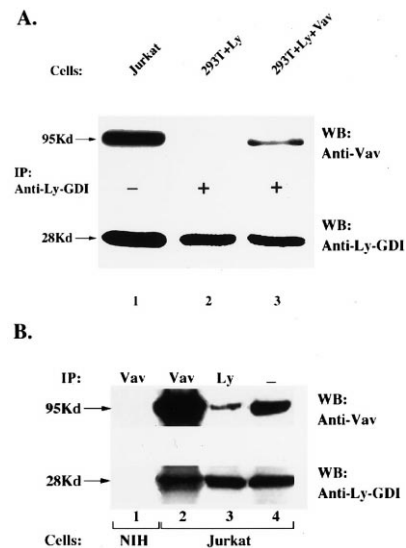 A.
Cells: Jurkat 293T+Ly 293T+Ly+Vav
95Kd WB: Anti-Vav
IP: Anti-Ly-GDI – + +
28Kd WB: Anti-Ly-GDI
1 2 3
B.
IP: Vav Vav Ly –
95Kd WB: Anti-Vav
28Kd WB: Anti-Ly-GDI
1 2 3 4
Cells: NIH Jurkat